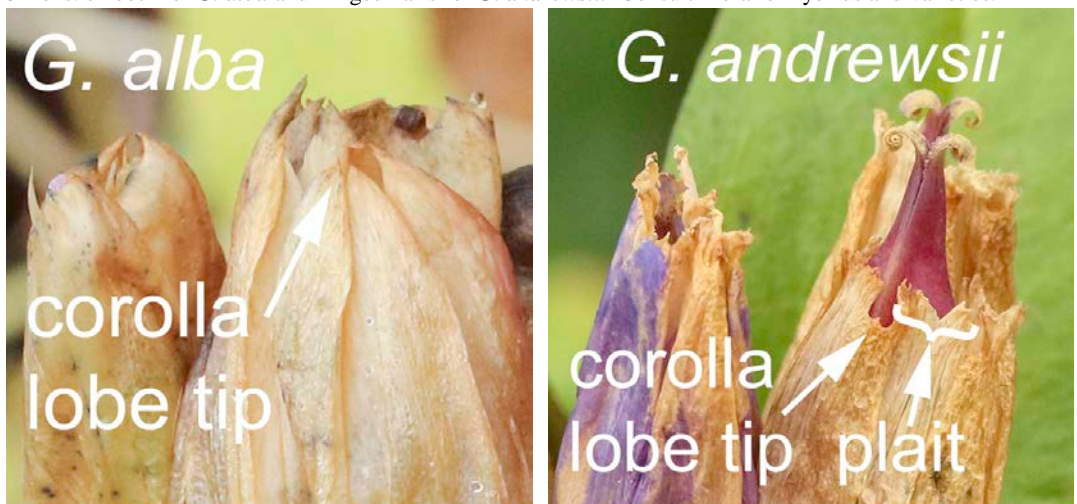 G. alba
corolla
lobe tip
G. andrewsii
corolla
lobe tip plait